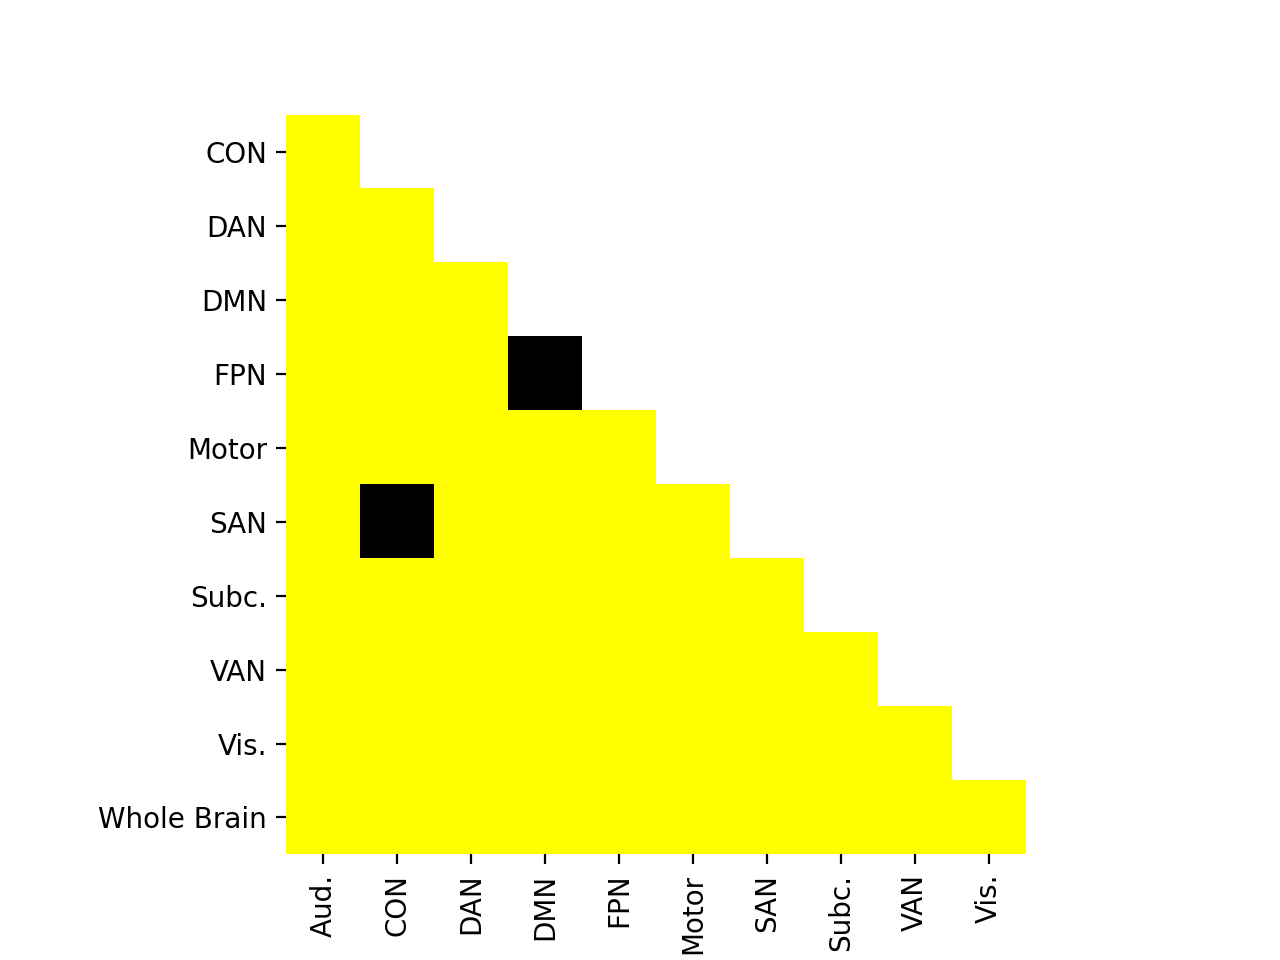 CON
DAN
DMN
FPN
Motor
SAN
Subc.
VAN
Vis.
Whole Brain
Aud.
CON
DAN
DMN
FPN
Motor
SAN
Subc.
VAN
Vis.